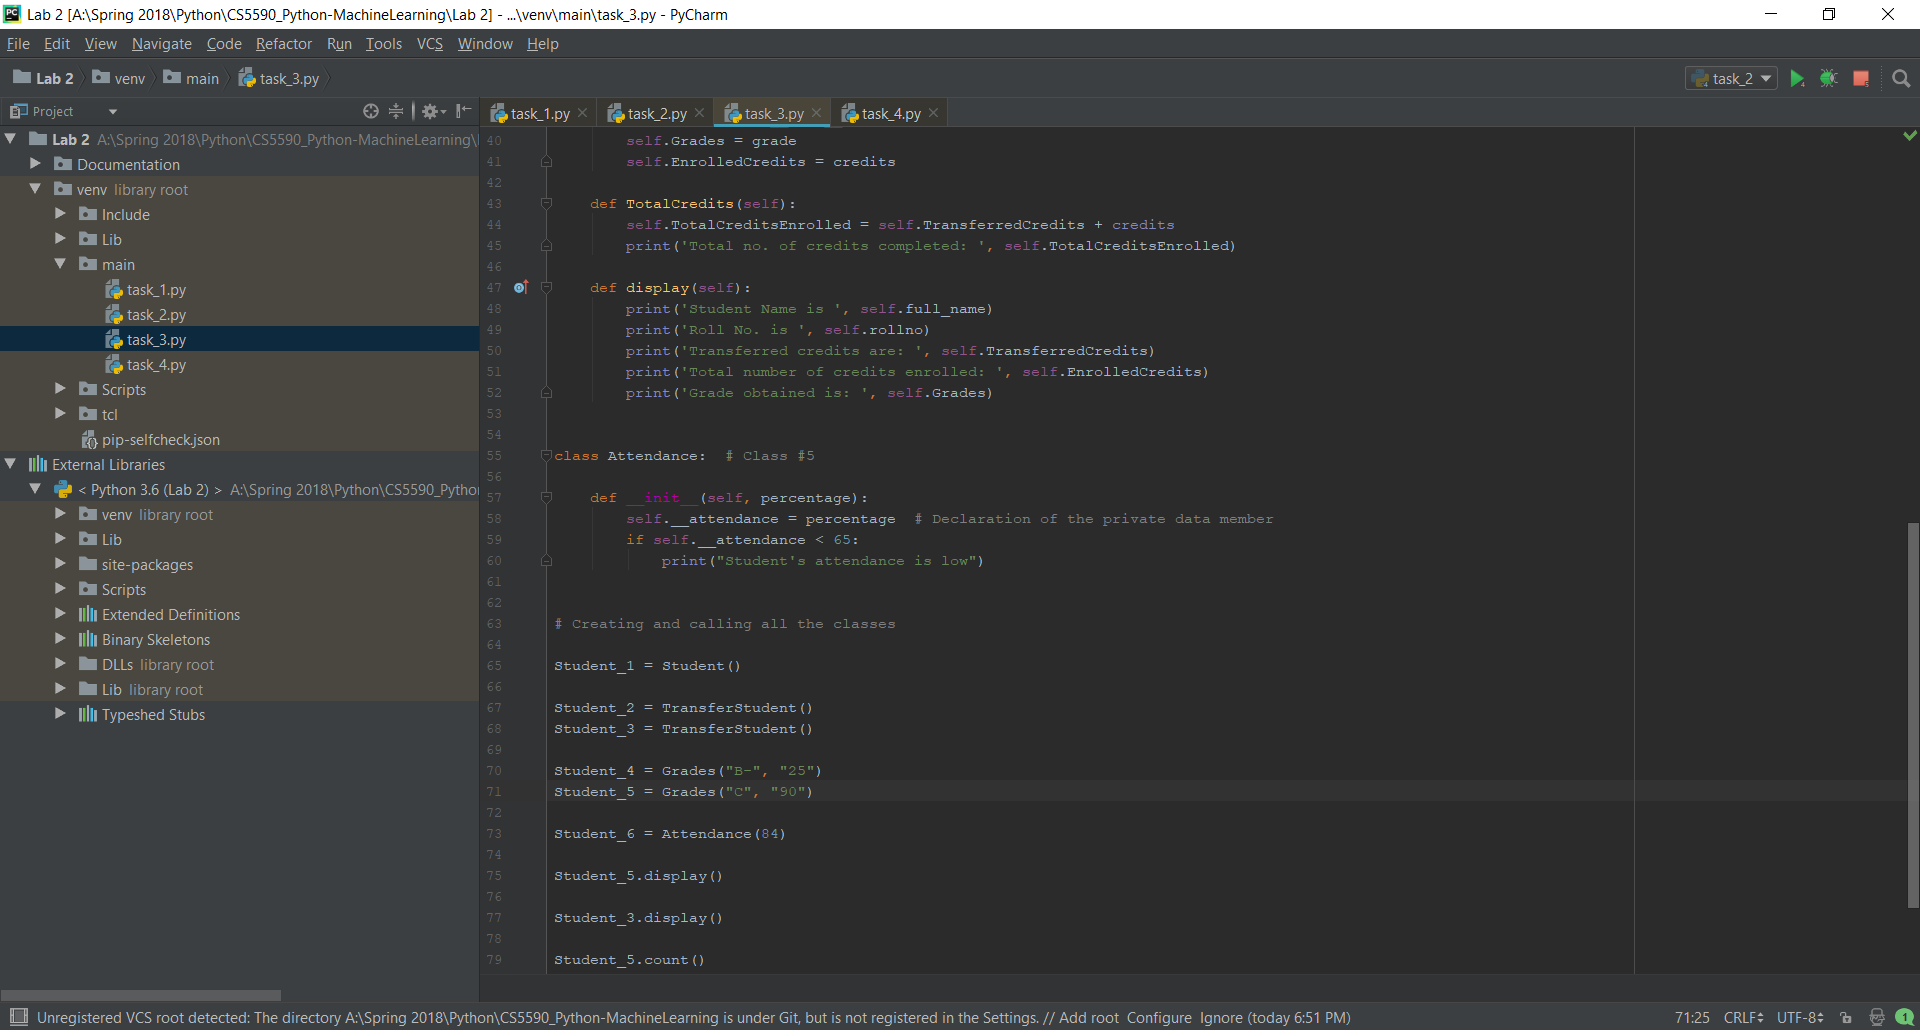 Lab 2 [A:\Spring 2018\Python\CS5590_Python-MachineLearning\Lab 2] - ...\venv\main\task_3.py - PyCharm
File Edit View Navigate Code Refactor Run Tools VCS Window Help
Lab 2 venv main task_3.py task_2
Project
task_1.py task_2.py task_3.py task_4.py
Lab 2 A:\Spring 2018\Python\CS5590_Python-MachineLearning\
Documentation
venv library root
Include
Lib
main
task_1.py
task_2.py
task_3.py
task_4.py
Scripts
tcl
pip-selfcheck.json
External Libraries
< Python 3.6 (Lab 2) > A:\Spring 2018\Python\CS5590_Pytho
venv library root
Lib
site-packages
Scripts
Extended Definitions
Binary Skeletons
DLLs library root
Lib library root
Typeshed Stubs
40 self.Grades = grade
41 self.EnrolledCredits = credits
42
43 def TotalCredits(self):
44 self.TotalCreditsEnrolled = self.TransferredCredits + credits
45 print('Total no. of credits completed: ', self.TotalCreditsEnrolled)
46
47 def display(self):
48 print('Student Name is ', self.full_name)
49 print('Roll No. is ', self.rollno)
50 print('Transferred credits are: ', self.TransferredCredits)
51 print('Total number of credits enrolled: ', self.EnrolledCredits)
52 print('Grade obtained is: ', self.Grades)
53
54
55 class Attendance: # Class #5
56
57 def __init__(self, percentage):
58 self.__attendance = percentage # Declaration of the private data member
59 if self.__attendance < 65:
60 print("Student's attendance is low")
61
62
63 # Creating and calling all the classes
64
65 Student_1 = Student()
66
67 Student_2 = TransferStudent()
68 Student_3 = TransferStudent()
69
70 Student_4 = Grades("B-", "25")
71 Student_5 = Grades("C", "90")
72
73 Student_6 = Attendance(84)
74
75 Student_5.display()
76
77 Student_3.display()
78
79 Student_5.count()
Unregistered VCS root detected: The directory A:\Spring 2018\Python\CS5590_Python-MachineLearning is under Git, but is not registered in the Settings. // Add root Configure Ignore (today 6:51 PM) 71:25 CRLF UTF-8 1